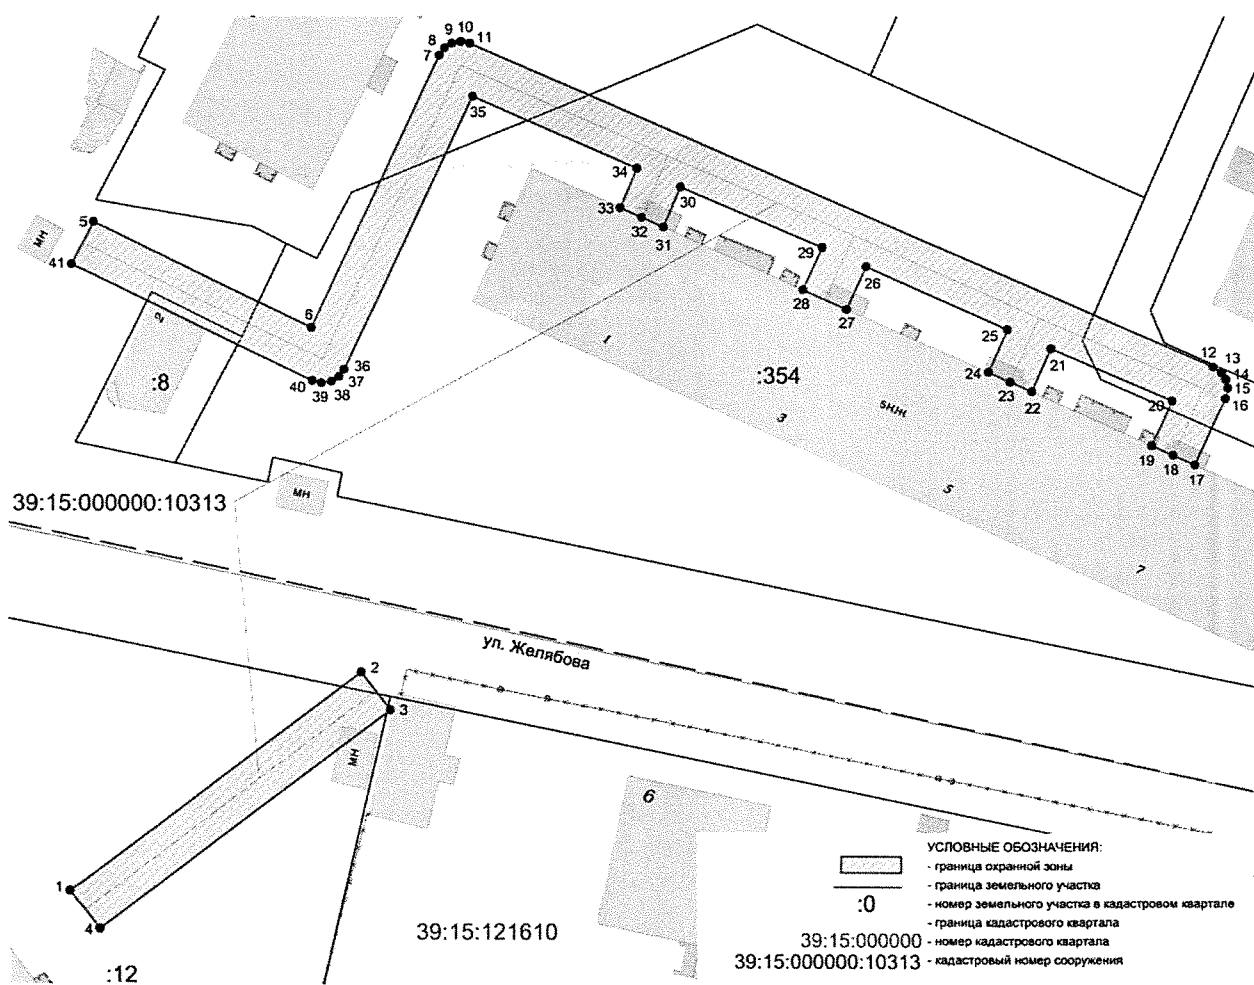 8 9 10
7 11
35
34
5
33 30
МН
32
41 31 29
26
28
27
6 25
1 12 13
36 21 14
:8 40 37 24 :354 15
39 38 23 20 16
22
5НЖ
3
19 18 17
МН
5
39:15:000000:10313
7
ул. Желябова
2
3
МН
6
УСЛОВНЫЕ ОБОЗНАЧЕНИЯ:
- граница охранной зоны
- граница земельного участка
:0 - номер земельного участка в кадастровом квартале
- граница кадастрового квартала
39:15:000000 - номер кадастрового квартала
39:15:000000:10313 - кадастровый номер сооружения
1
4
39:15:121610
:12